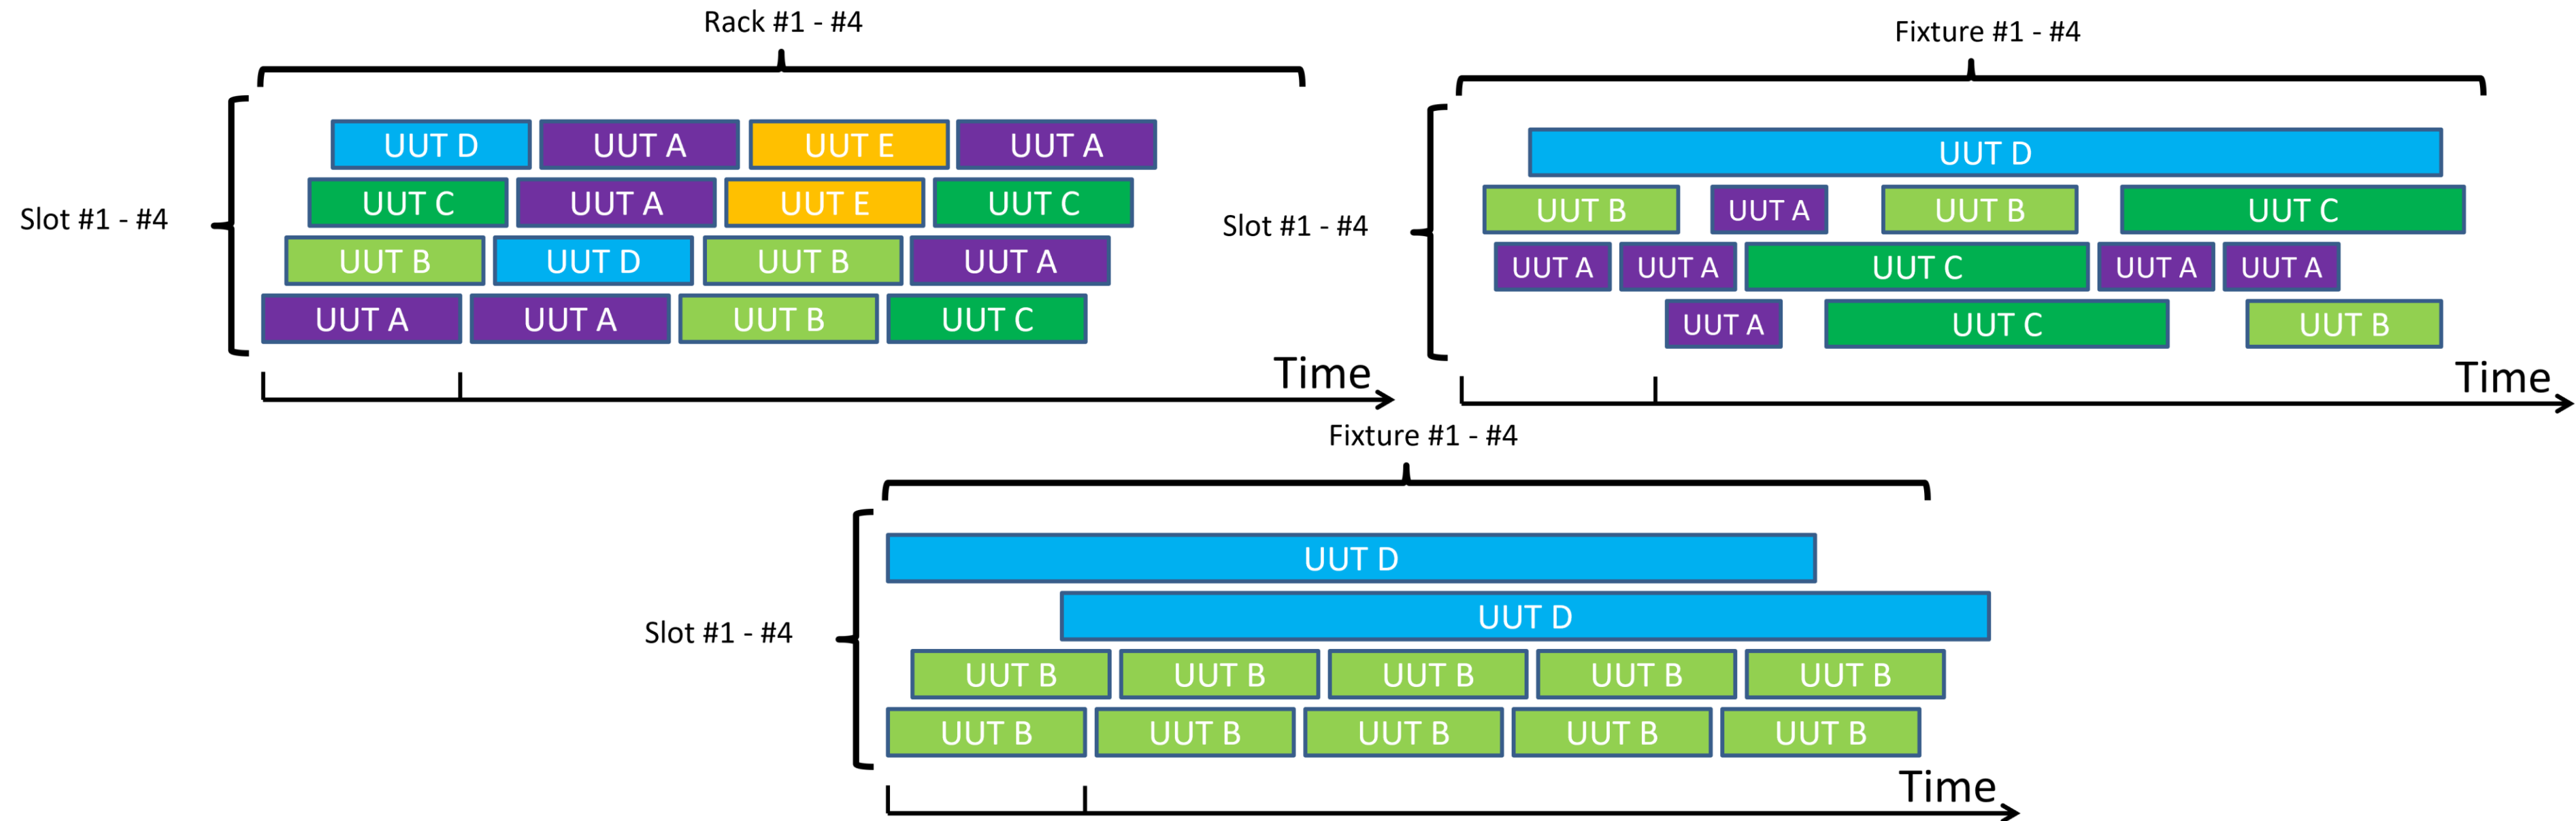 Rack #1 - #4
UUT D UUT A UUT E UUT A
UUT C UUT A UUT E UUT C
Slot #1 - #4
UUT B UUT D UUT B UUT A
UUT A UUT A UUT B UUT C
Time
Fixture #1 - #4
UUT D
UUT B UUT A UUT B UUT C
Slot #1 - #4
UUT A UUT A UUT C UUT A UUT A
UUT A UUT C UUT B
Time
Fixture #1 - #4
UUT D
UUT D
Slot #1 - #4
UUT B UUT B UUT B UUT B UUT B
UUT B UUT B UUT B UUT B UUT B
Time